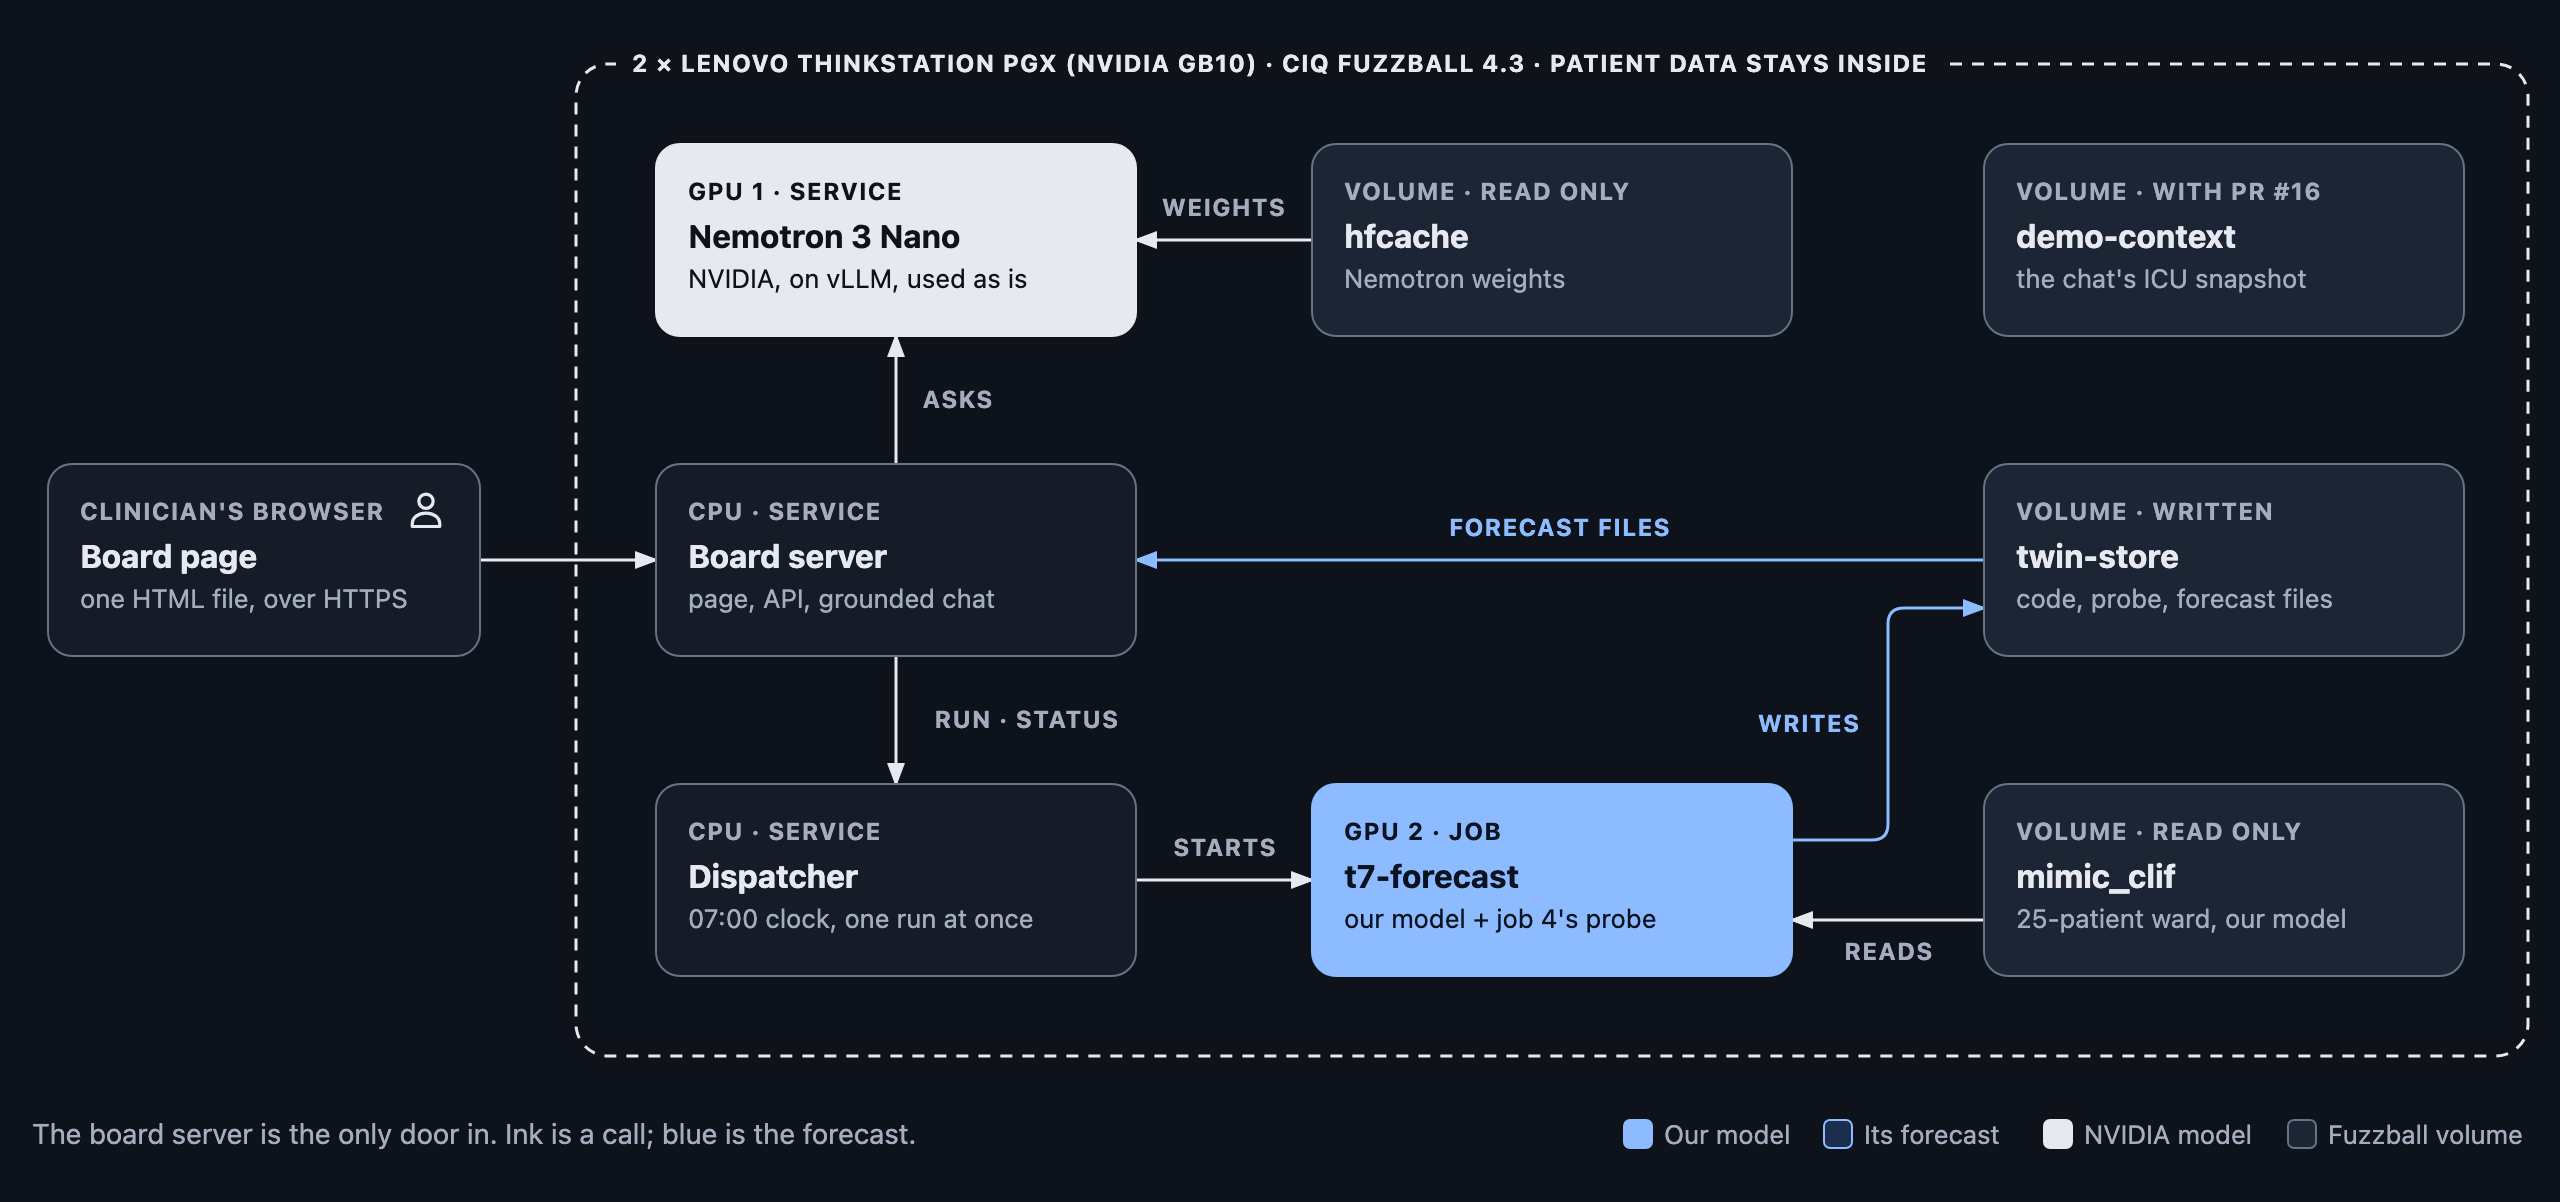 2 × LENOVO THINKSTATION PGX (NVIDIA GB10) · CIQ FUZZBALL 4.3 · PATIENT DATA STAYS INSIDE
GPU 1 · SERVICE
Nemotron 3 Nano
NVIDIA, on vLLM, used as is
WEIGHTS
VOLUME · READ ONLY
hfcache
Nemotron weights
VOLUME · WITH PR #16
demo-context
the chat's ICU snapshot
ASKS
CLINICIAN'S BROWSER
Board page
one HTML file, over HTTPS
CPU · SERVICE
Board server
page, API, grounded chat
FORECAST FILES
VOLUME · WRITTEN
twin-store
code, probe, forecast files
RUN · STATUS
WRITES
CPU · SERVICE
Dispatcher
07:00 clock, one run at once
STARTS
GPU 2 · JOB
t7-forecast
our model + job 4's probe
READS
VOLUME · READ ONLY
mimic_clif
25-patient ward, our model
The board server is the only door in. Ink is a call; blue is the forecast.
Our model
Its forecast
NVIDIA model
Fuzzball volume